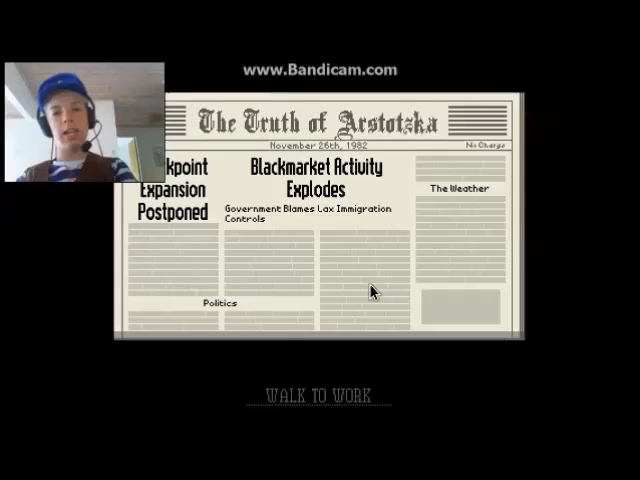 www.Bandicam.com
The Truth of Arstotzka
November 26th, 1982
No Charge
kpoint
Expansion
Postponed
Blackmarket Activity
Explodes
Government Blames Lax Immigration
Controls
The Weather
Politics
WALK TO WORK